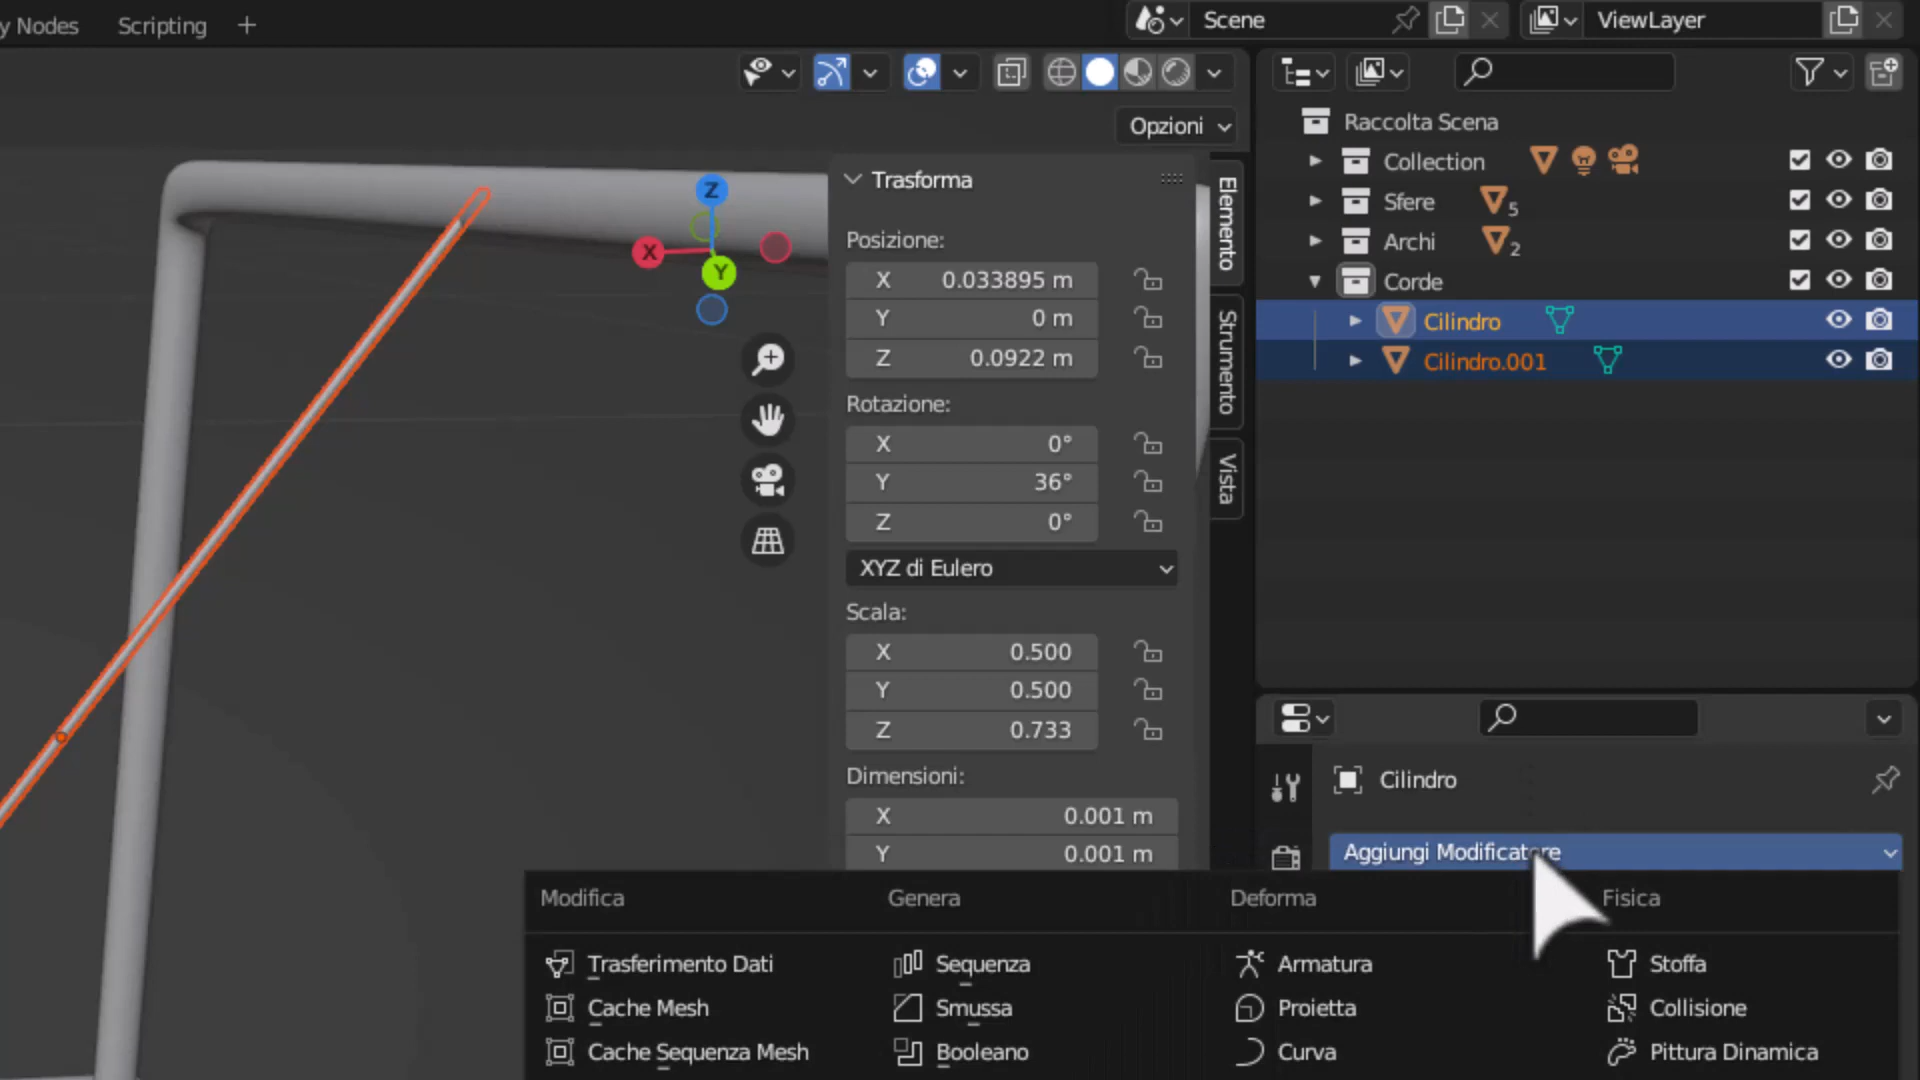 y Nodes
Scripting
+
Scene
ViewLayer
Opzioni
Z
X
Y
Trasforma
Posizione:
X 0.033895 m
Y 0 m
Z 0.0922 m
Rotazione:
X 0°
Y 36°
Z 0°
XYZ di Eulero
Scala:
X 0.500
Y 0.500
Z 0.733
Dimensioni:
X 0.001 m
Y 0.001 m
Elemento
Strumento
Vista
Raccolta Scena
Collection
Sfere 5
Archi 2
Corde
Cilindro
Cilindro.001
Cilindro
Aggiungi Modificatore
Modifica
Trasferimento Dati
Cache Mesh
Cache Sequenza Mesh
Genera
Sequenza
Smussa
Booleano
Deforma
Armatura
Proietta
Curva
Fisica
Stoffa
Collisione
Pittura Dinamica